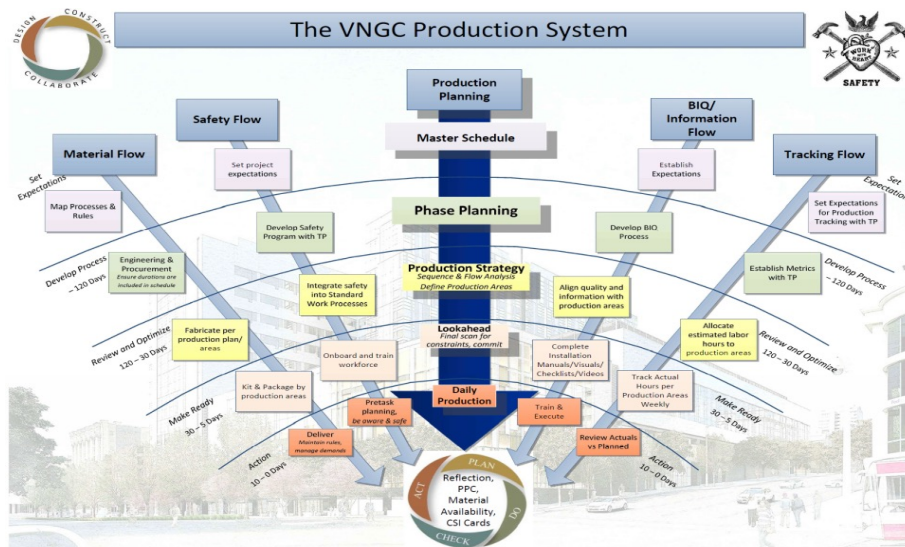 The VNGC Production System
DESIGN
CONSTRUCT
COLLABORATE
WORK
HEART
SAFETY
Production
Planning
Safety Flow
BIQ/
Information
Flow
Master Schedule
Material Flow
Tracking Flow
Set project
expectations
Establish
Expectations
Set
Expectations
Map Processes &
Rules
Set Expectations
for Production
Tracking with TP
Set
Phase Planning
Develop Safety
Program with TP
Develop BIQ
Process
Develop Process
~120 Days
Engineering &
Procurement
Ensure durations are
included in schedule
Establish Metrics with
TP
Develop Process
~120 Days
Production Strategy
Sequence & Flow Analysis
Define Production Areas
Integrate safety
into Standard
Work Processes
Align quality and
information with
production areas
Review and Optimize
120 – 30 Days
Fabricate per
production plan/
areas
Allocate
estimated labor
hours to
production areas
Review and Optimize
120 – 30 Days
Lookahead
Final scan for
constraints, commit
Onboard and train
workforce
Complete
Installation
Manuals/Visuals/
Checklists/Videos
Make Ready
30 – 5 Days
Kit & Package by
production areas
Track Actual
Hours per
Production Areas
Weekly
Make Ready
30 – 5 Days
Daily
Production
Pretask planning,
be aware & safe
Train &
Execute
Action
10 – 0 Days
Deliver
Maintain rules,
manage demands
Review Actuals
vs Planned
Action
10 – 0 Days
PLAN
DO
CHECK
ACT
Reflection,
PPC,
Material
Availability,
CSI Cards